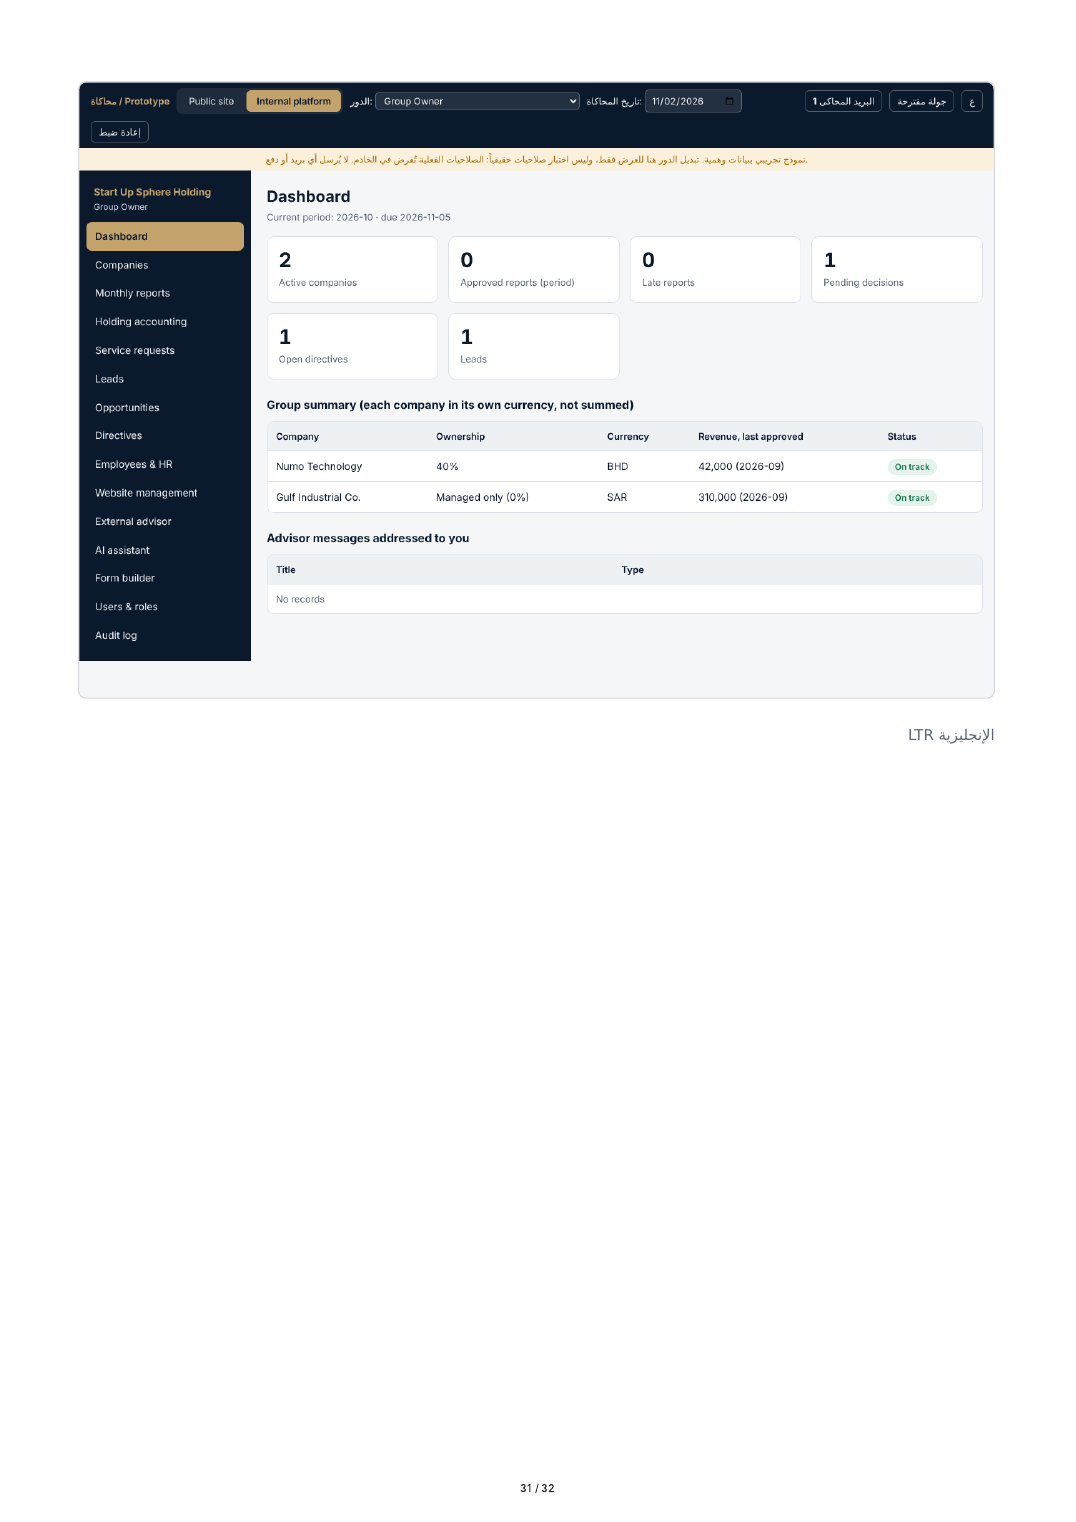 محاكاة / Prototype Public site Internal platform الدور: Group Owner تاريخ المحاكاة: 11/02/2026 البريد المحاكى 1 جولة مقترحة ع
إعادة ضبط
نموذج تجريبي ببيانات وهمية. تبديل الدور هنا للعرض فقط، وليس اختبار صلاحيات حقيقياً؛ الصلاحيات الفعلية تُفرض في الخادم. لا يُرسل أي بريد أو دفع.
Start Up Sphere Holding
Group Owner
Dashboard
Companies
Monthly reports
Holding accounting
Service requests
Leads
Opportunities
Directives
Employees & HR
Website management
External advisor
AI assistant
Form builder
Users & roles
Audit log
Dashboard
Current period: 2026-10 · due 2026-11-05
2
Active companies
0
Approved reports (period)
0
Late reports
1
Pending decisions
1
Open directives
1
Leads
Group summary (each company in its own currency, not summed)
Company Ownership Currency Revenue, last approved Status
Numo Technology 40% BHD 42,000 (2026-09) On track
Gulf Industrial Co. Managed only (0%) SAR 310,000 (2026-09) On track
Advisor messages addressed to you
Title Type
No records
الإنجليزية LTR
31 / 32